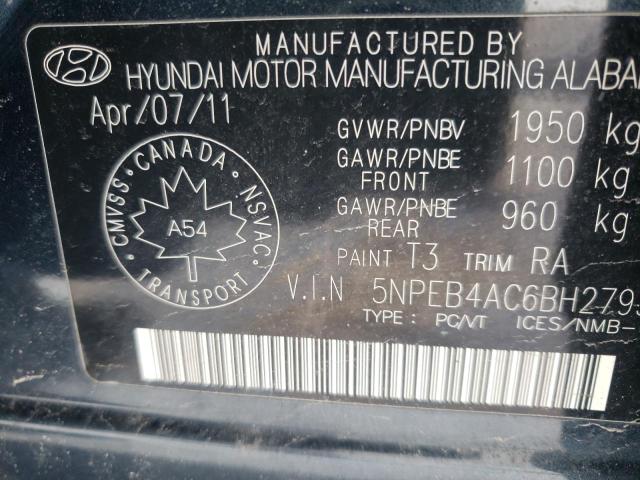 MANUFACTURED BY
HYUNDAI MOTOR MANUFACTURING ALABA
Apr/07/11
GVWR/PNBV 1950 kg
GAWR/PNBE FRONT 1100 kg
GAWR/PNBE REAR 960 kg
PAINT T3 TRIM RA
V.I.N 5NPEB4AC6BH279
TYPE: PC/VT ICES/NMB-
CANADA
CMVSS NSVAC
A54
TRANSPORT